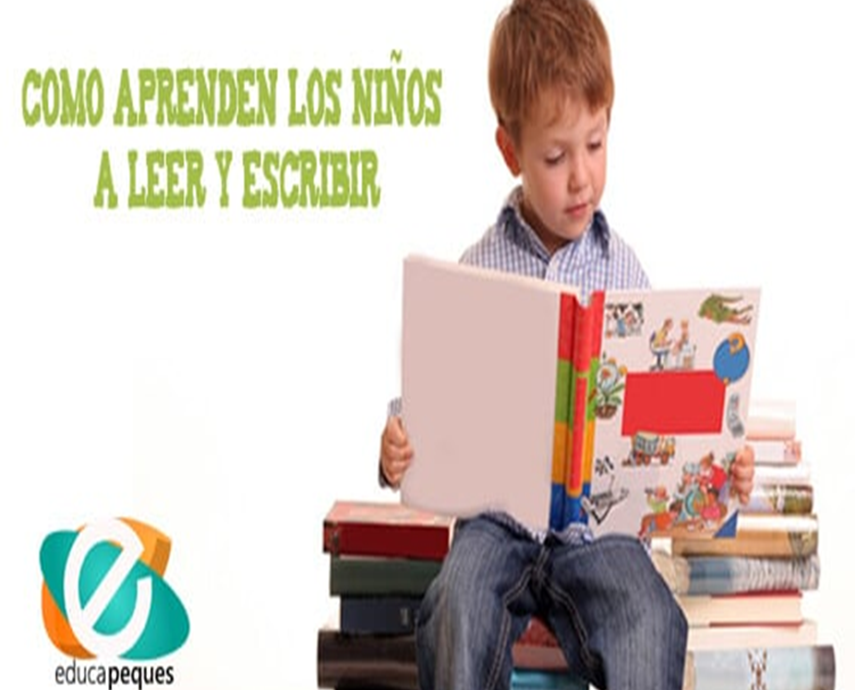 COMO APRENDEN LOS NIÑOS
A LEER Y ESCRIBIR
e
educapeques